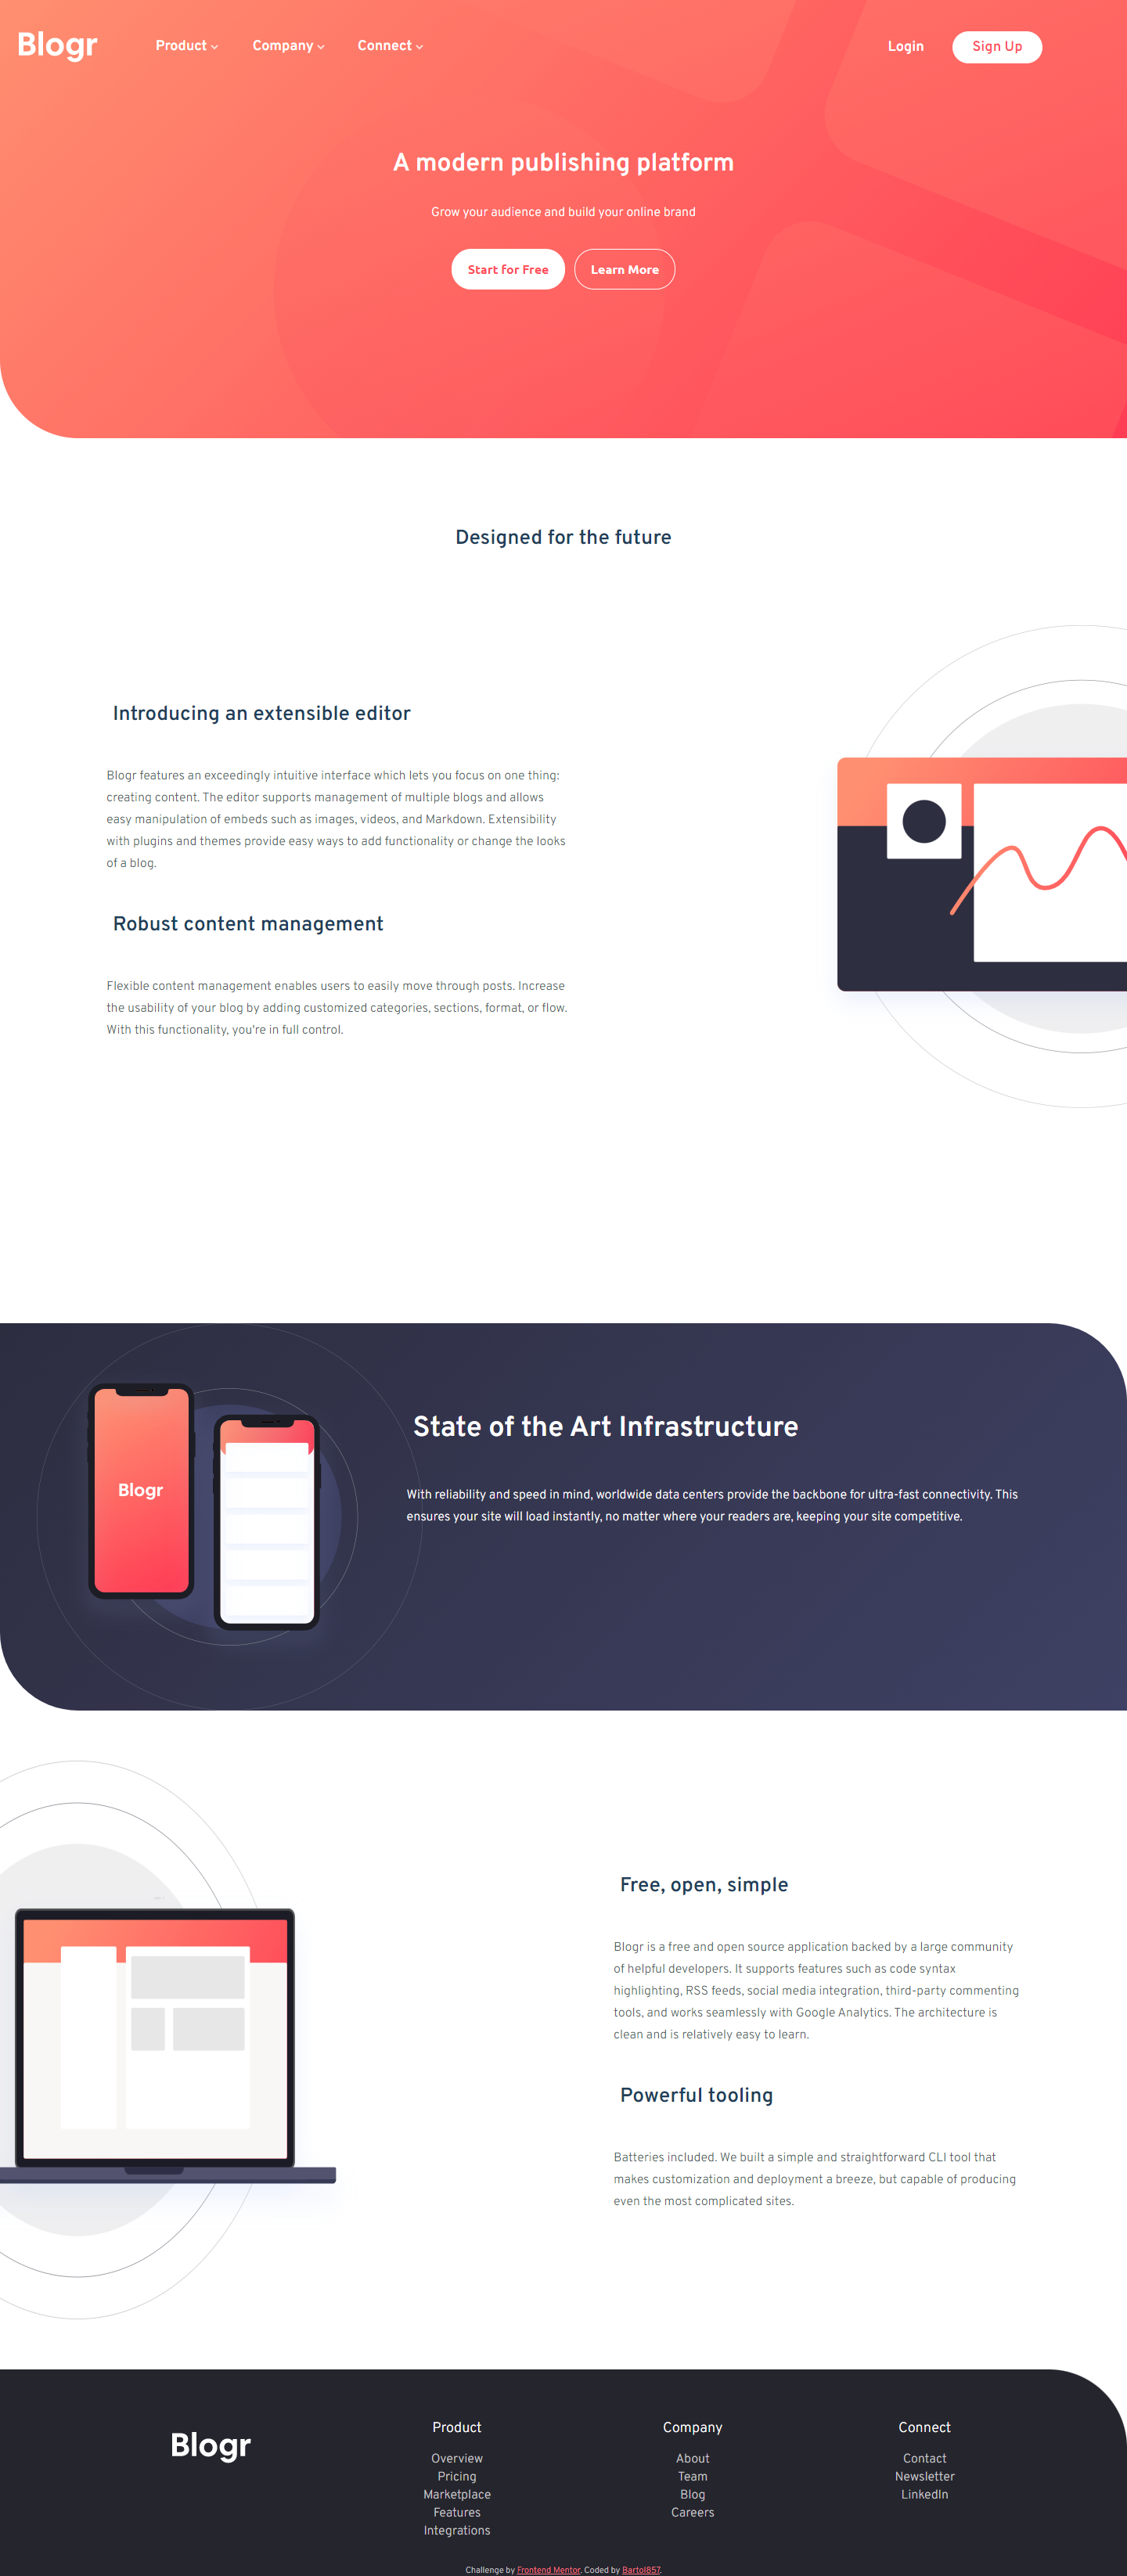 Blogr Product Company Connect Login Sign Up
A modern publishing platform
Grow your audience and build your online brand
Start for Free Learn More
Designed for the future
Introducing an extensible editor
Blogr features an exceedingly intuitive interface which lets you focus on one thing:
creating content. The editor supports management of multiple blogs and allows
easy manipulation of embeds such as images, videos, and Markdown. Extensibility
with plugins and themes provide easy ways to add functionality or change the looks
of a blog.
Robust content management
Flexible content management enables users to easily move through posts. Increase
the usability of your blog by adding customized categories, sections, format, or flow.
With this functionality, you're in full control.
Blogr
State of the Art Infrastructure
With reliability and speed in mind, worldwide data centers provide the backbone for ultra-fast connectivity. This
ensures your site will load instantly, no matter where your readers are, keeping your site competitive.
Free, open, simple
Blogr is a free and open source application backed by a large community
of helpful developers. It supports features such as code syntax
highlighting, RSS feeds, social media integration, third-party commenting
tools, and works seamlessly with Google Analytics. The architecture is
clean and is relatively easy to learn.
Powerful tooling
Batteries included. We built a simple and straightforward CLI tool that
makes customization and deployment a breeze, but capable of producing
even the most complicated sites.
Blogr
Product
Overview
Pricing
Marketplace
Features
Integrations
Company
About
Team
Blog
Careers
Connect
Contact
Newsletter
LinkedIn
Challenge by Frontend Mentor. Coded by Bartol857.